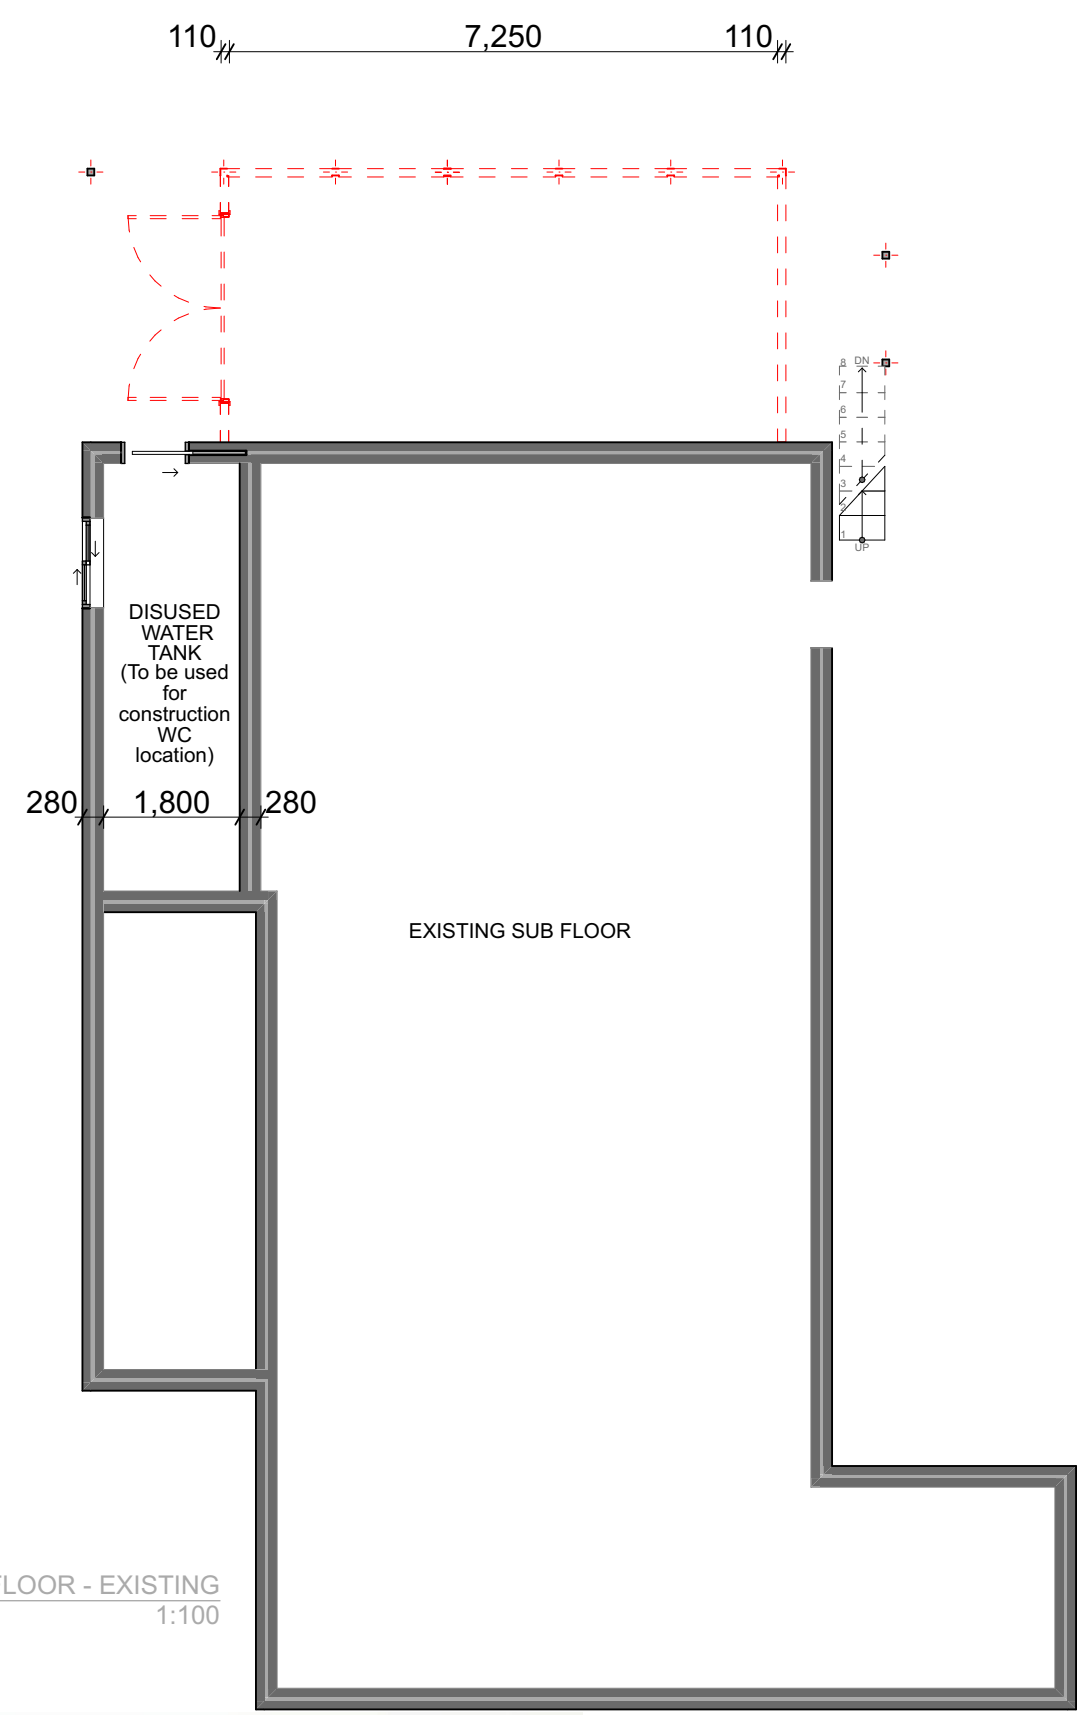 110 7,250 110
8 DN
7
6
5
4
3
2
1
UP
DISUSED
WATER
TANK
(To be used
for
construction
WC
location)
280 1,800 280
EXISTING SUB FLOOR
FLOOR - EXISTING
1:100